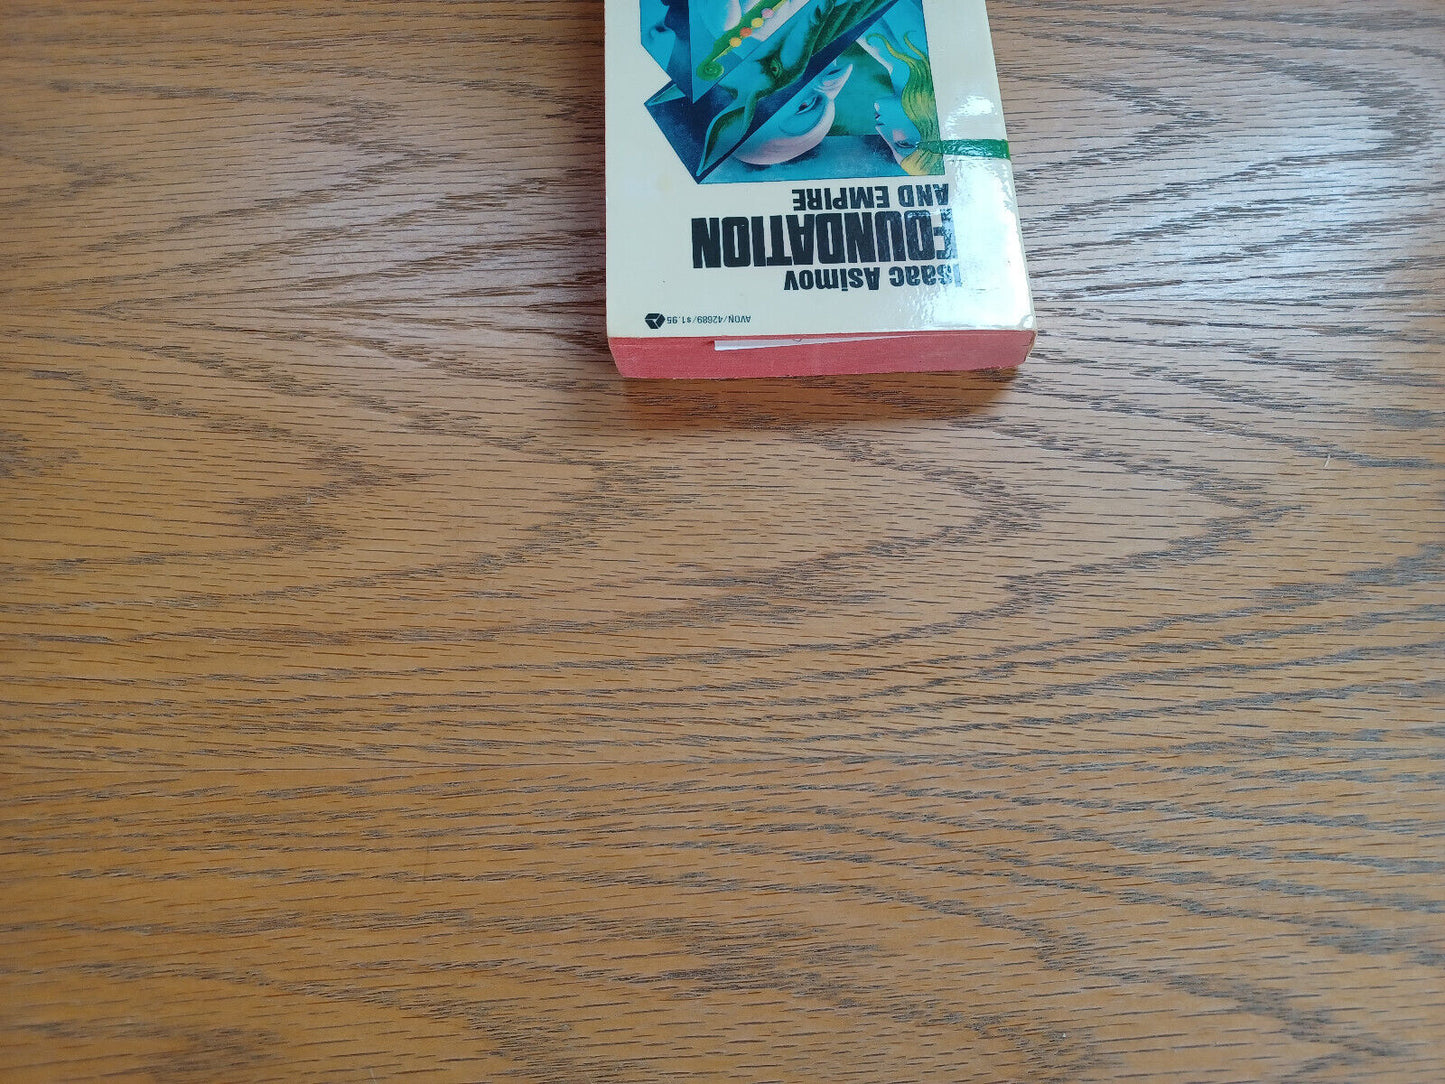 AVON/42689/$1.95
Isaac Asimov
FOUNDATION
AND EMPIRE